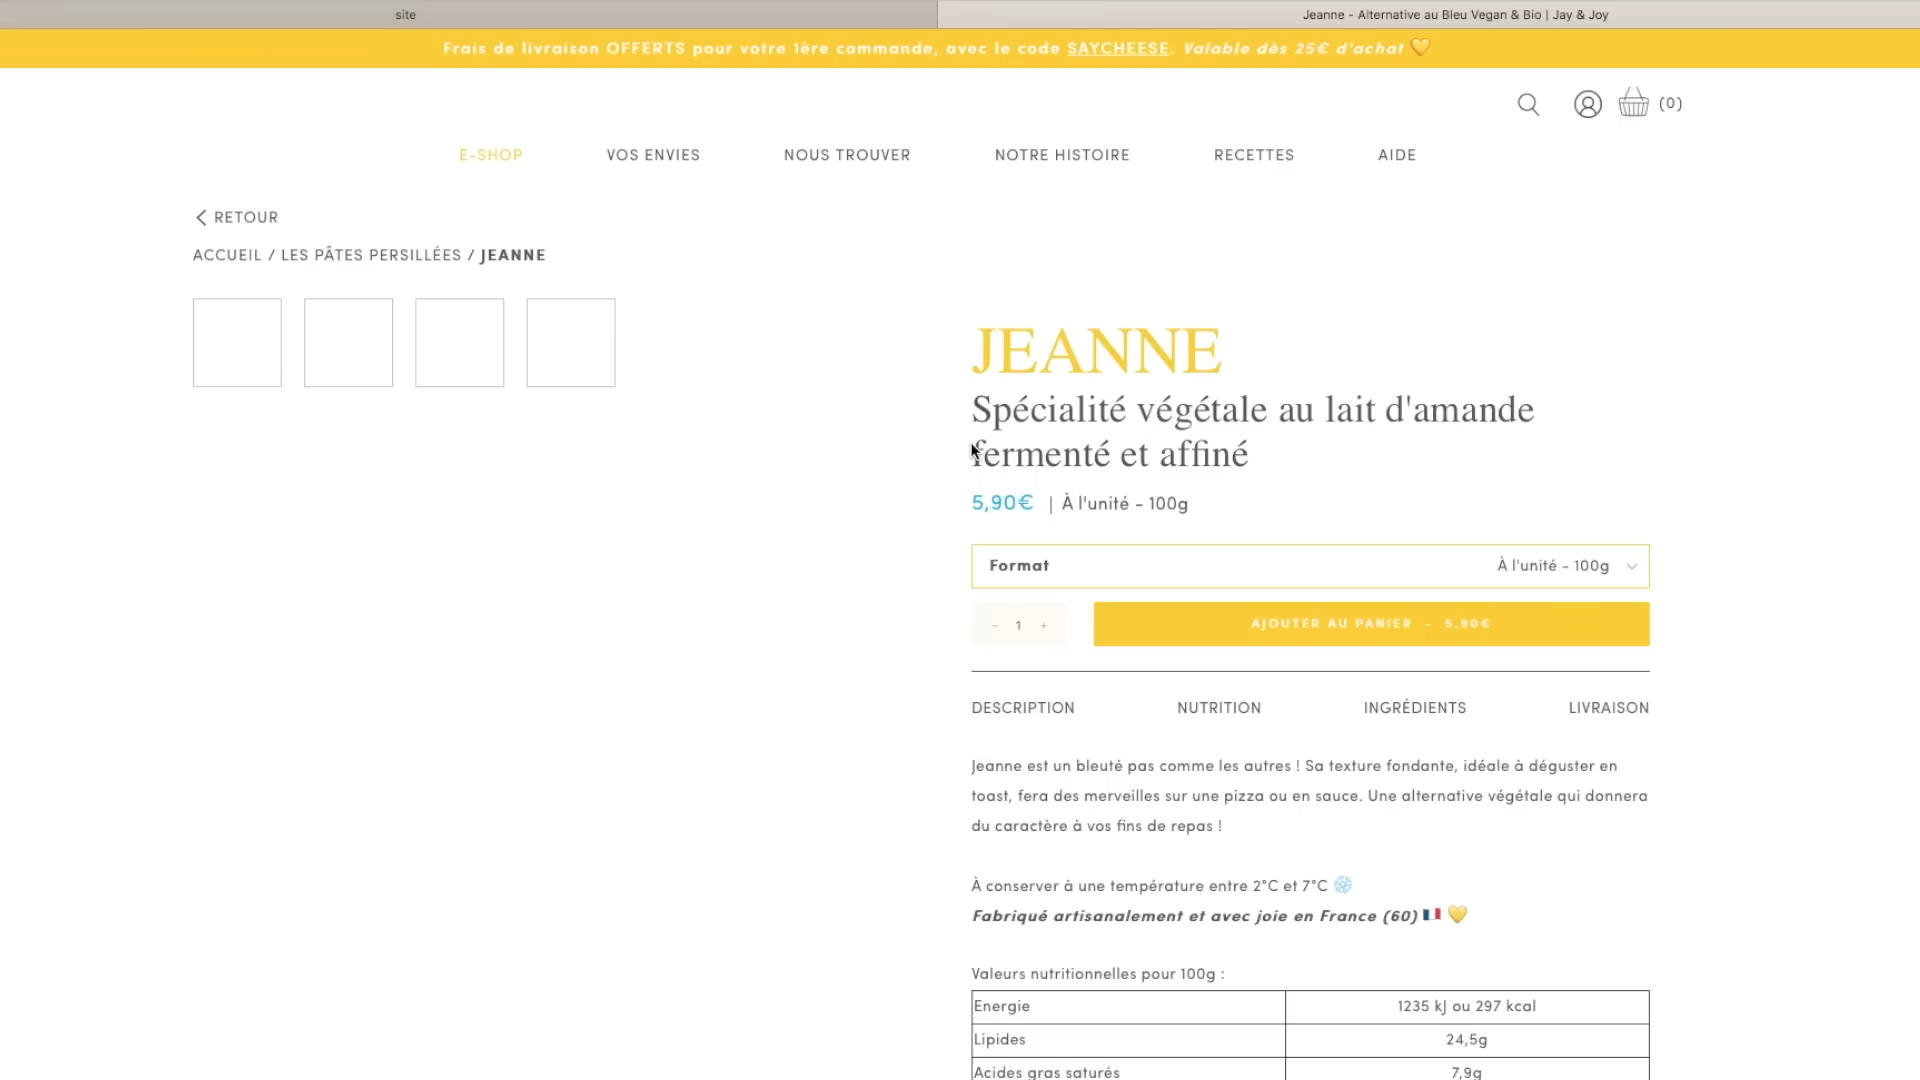 site
Jeanne - Alternative au Bleu Vegan & Bio | Jay & Joy
Frais de livraison OFFERTS pour votre 1ère commande, avec le code SAYCHEESE. Valable dès 25€ d'achat 💛
(0)
E-SHOP
VOS ENVIES
NOUS TROUVER
NOTRE HISTOIRE
RECETTES
AIDE
RETOUR
ACCUEIL / LES PÂTES PERSILLÉES / JEANNE
JEANNE
Spécialité végétale au lait d'amande
fermenté et affiné
5,90€ | À l'unité - 100g
Format
À l'unité - 100g
- 1 +
AJOUTER AU PANIER - 5,90€
DESCRIPTION
NUTRITION
INGRÉDIENTS
LIVRAISON
Jeanne est un bleuté pas comme les autres ! Sa texture fondante, idéale à déguster en
toast, fera des merveilles sur une pizza ou en sauce. Une alternative végétale qui donnera
du caractère à vos fins de repas !
À conserver à une température entre 2°C et 7°C ❄️
Fabriqué artisanalement et avec joie en France (60) 🇫🇷 💛
Valeurs nutritionnelles pour 100g :
Energie 1235 kJ ou 297 kcal
Lipides 24,5g
Acides gras saturés 7,9g